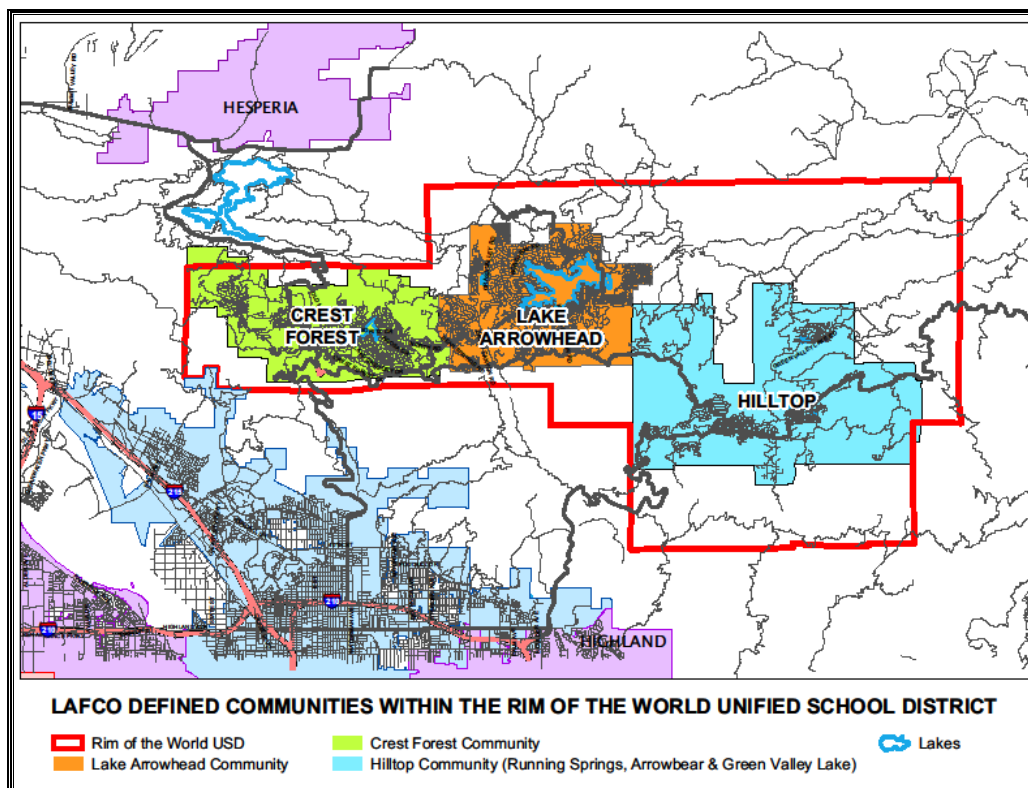 HESPERIA
CREST
FOREST
LAKE
ARROWHEAD
HILLTOP
15
215
HIGHLAND AVE
HIGHLAND
LAFCO DEFINED COMMUNITIES WITHIN THE RIM OF THE WORLD UNIFIED SCHOOL DISTRICT
Rim of the World USD
Crest Forest Community
Lakes
Lake Arrowhead Community
Hilltop Community (Running Springs, Arrowbear & Green Valley Lake)